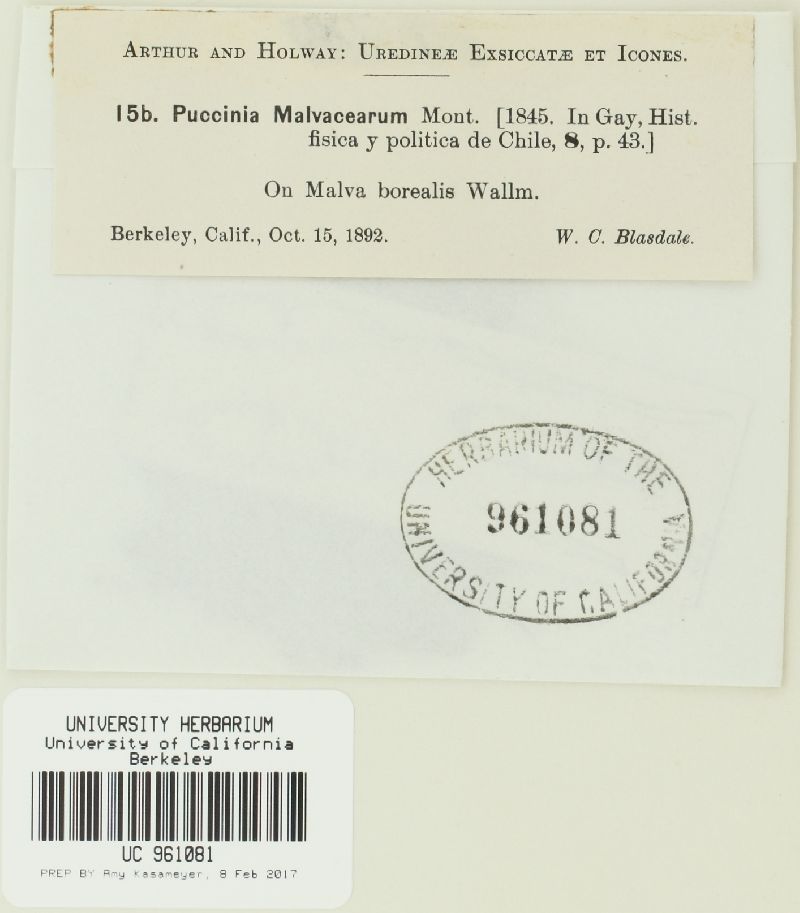 ARTHUR AND HOLWAY: UREDINEÆ EXSICCATÆ ET ICONES.
15b. Puccinia Malvacearum Mont. [1845. In Gay, Hist.
fisica y politica de Chile, 8, p. 43.]
On Malva borealis Wallm.
Berkeley, Calif., Oct. 15, 1892. W. C. Blasdale.
HERBARIUM OF THE
961081
UNIVERSITY OF CALIFORNIA
UNIVERSITY HERBARIUM
University of California
Berkeley
UC 961081
PREP BY Amy Kasameyer, 8 Feb 2017